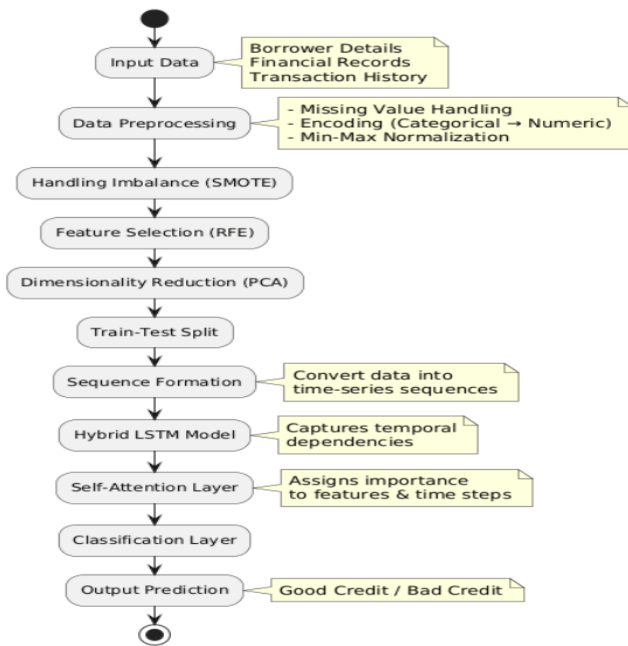 Input Data
Borrower Details
Financial Records
Transaction History
Data Preprocessing
- Missing Value Handling
- Encoding (Categorical → Numeric)
- Min-Max Normalization
Handling Imbalance (SMOTE)
Feature Selection (RFE)
Dimensionality Reduction (PCA)
Train-Test Split
Sequence Formation
Convert data into
time-series sequences
Hybrid LSTM Model
Captures temporal
dependencies
Self-Attention Layer
Assigns importance
to features & time steps
Classification Layer
Output Prediction
Good Credit / Bad Credit